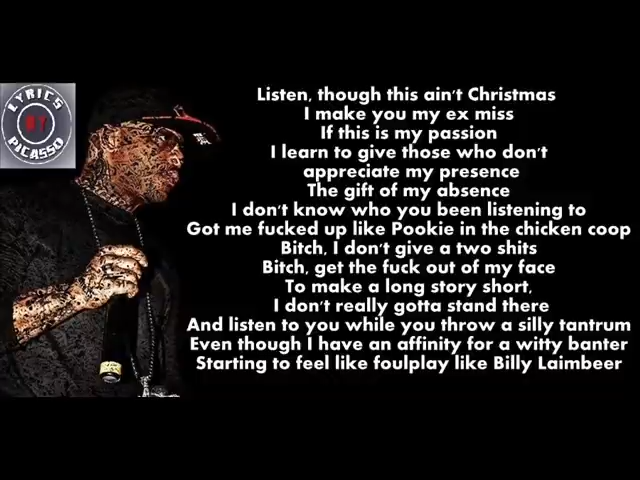 LYRICS
BY
PICASSO
Listen, though this ain't Christmas
I make you my ex miss
If this is my passion
I learn to give those who don't
appreciate my presence
The gift of my absence
I don't know who you been listening to
Got me fucked up like Pookie in the chicken coop
Bitch, I don't give a two shits
Bitch, get the fuck out of my face
To make a long story short,
I don't really gotta stand there
And listen to you while you throw a silly tantrum
Even though I have an affinity for a witty banter
Starting to feel like foulplay like Billy Laimbeer